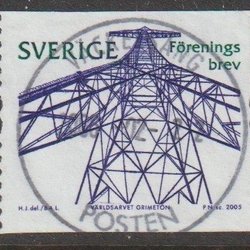 SVERIGE Förenings
brev
H.J. del./B.A.L. VÄRLDSARVET GRIMETON P.N. sc. 2005
POSTEN